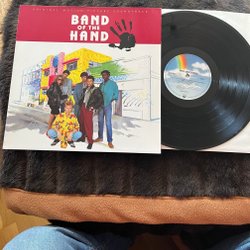 ORIGINAL MOTION PICTURE SOUNDTRACK
BAND
OF THE
HAND